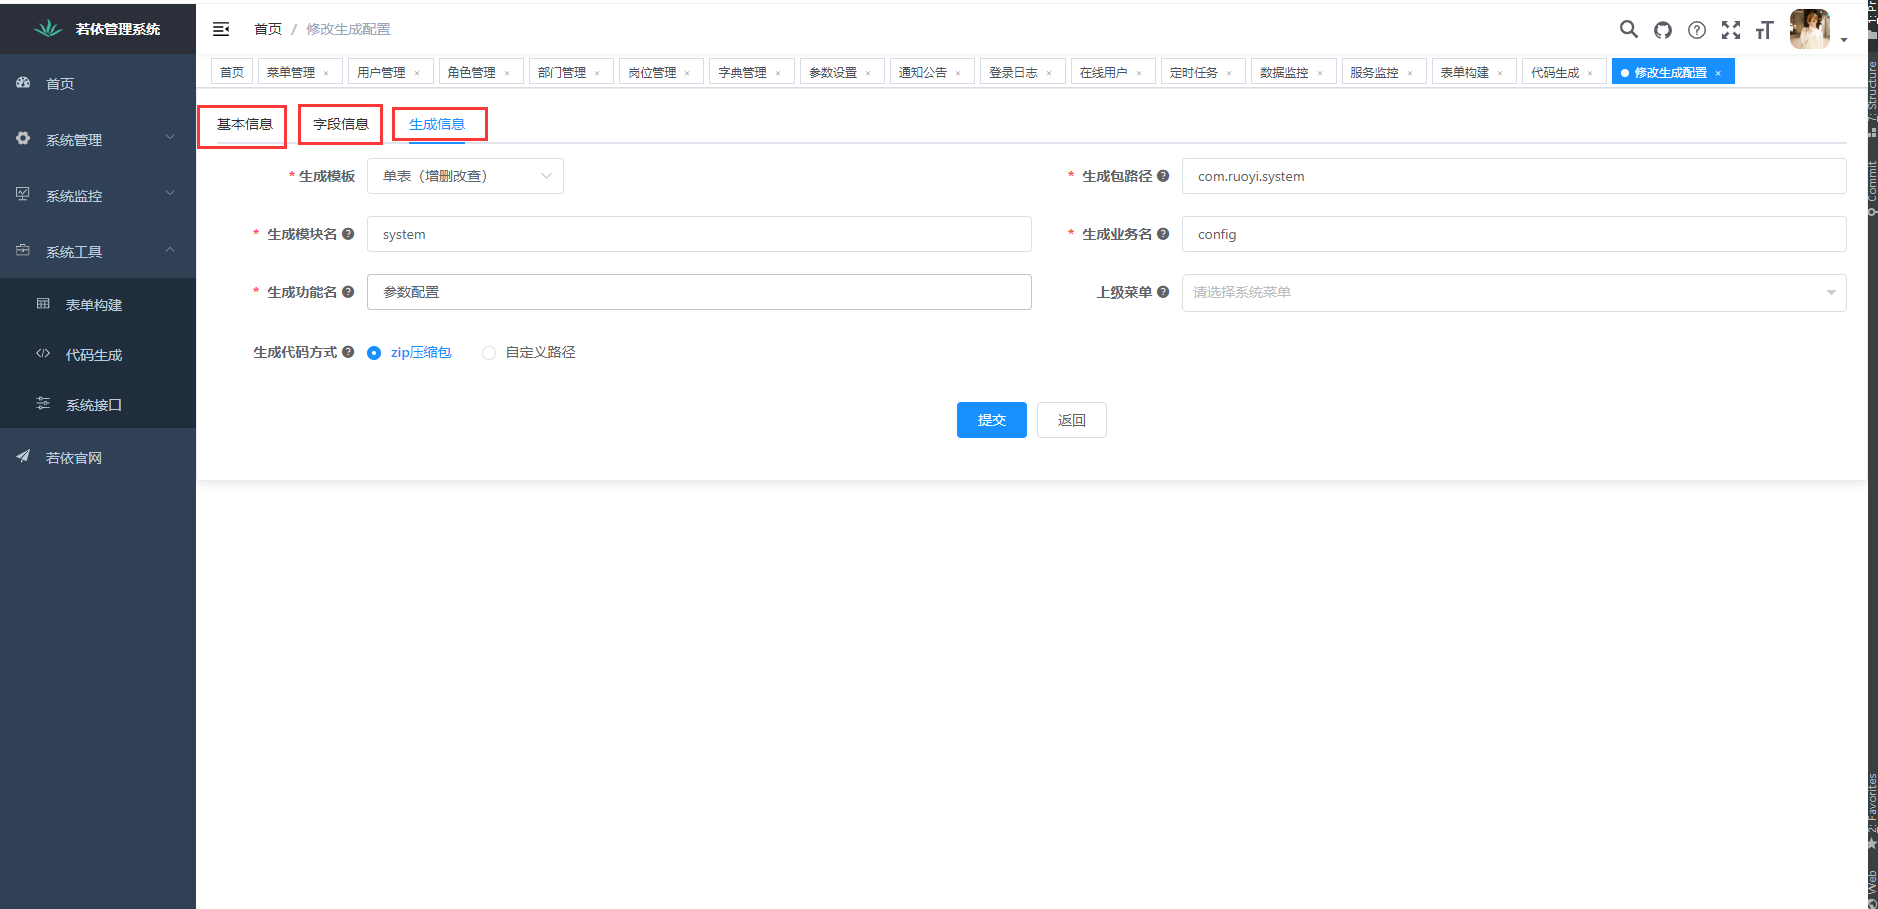 若依管理系统
首页 / 修改生成配置
首页 菜单管理 × 用户管理 × 角色管理 × 部门管理 × 岗位管理 × 字典管理 × 参数设置 × 通知公告 × 登录日志 × 在线用户 × 定时任务 × 数据监控 × 服务监控 × 表单构建 × 代码生成 × 修改生成配置 ×
首页
系统管理
系统监控
系统工具
表单构建
代码生成
系统接口
若依官网
基本信息 字段信息 生成信息
* 生成模板 单表（增删改查） * 生成包路径 ? com.ruoyi.system
* 生成模块名 ? system * 生成业务名 ? config
* 生成功能名 ? 参数配置 上级菜单 ? 请选择系统菜单
生成代码方式 ? zip压缩包 自定义路径
提交 返回
1: Pr
7: Structure
Commit
2: Favorites
Web